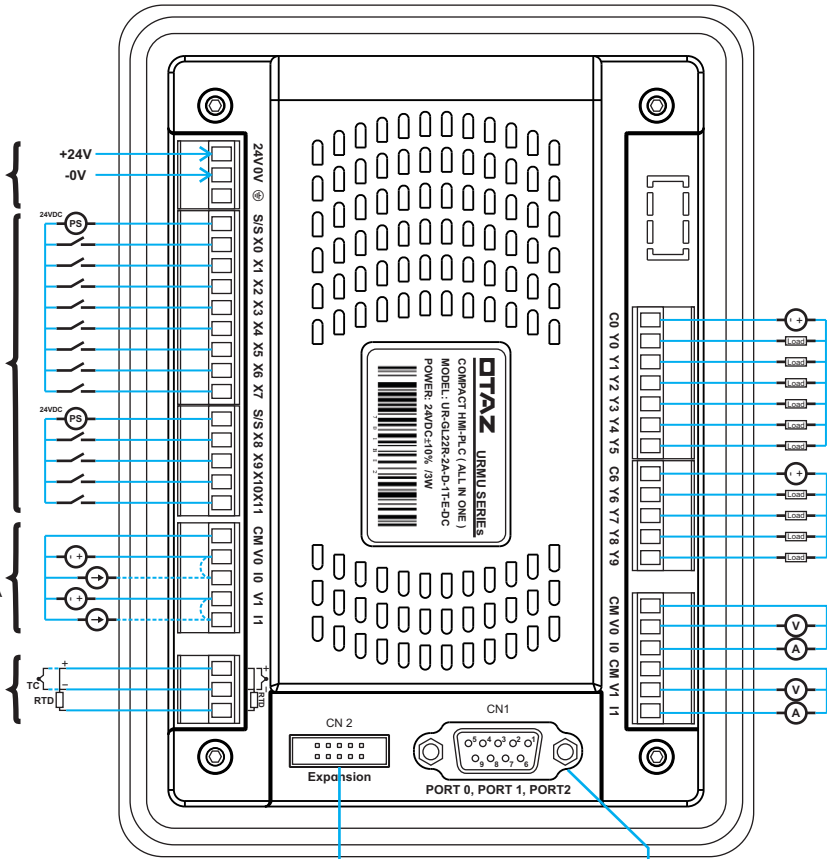 +24V
-0V
24V 0V
24VDC
PS
S/S X0 X1 X2 X3 X4 X5 X6 X7
24VDC
PS
S/S X8 X9 X10 X11
- +
- +
CM V0 I0 V1 I1
+
TC
−
RTD
+
−
RTD
OTAZ URMU SERIES
COMPACT HMI-PLC ( ALL IN ONE )
MODEL: UR-GL22R-2A-D-1T-E-DC
POWER: 24VDC±10% /3W
C0 Y0 Y1 Y2 Y3 Y4 Y5
- +
Load
Load
Load
Load
Load
Load
C6 Y6 Y7 Y8 Y9
- +
Load
Load
Load
Load
CM V0 I0 CM V1 I1
V
A
V
A
CN 2
Expansion
CN1
5 4 3 2 1
9 8 7 6
PORT 0, PORT 1, PORT2